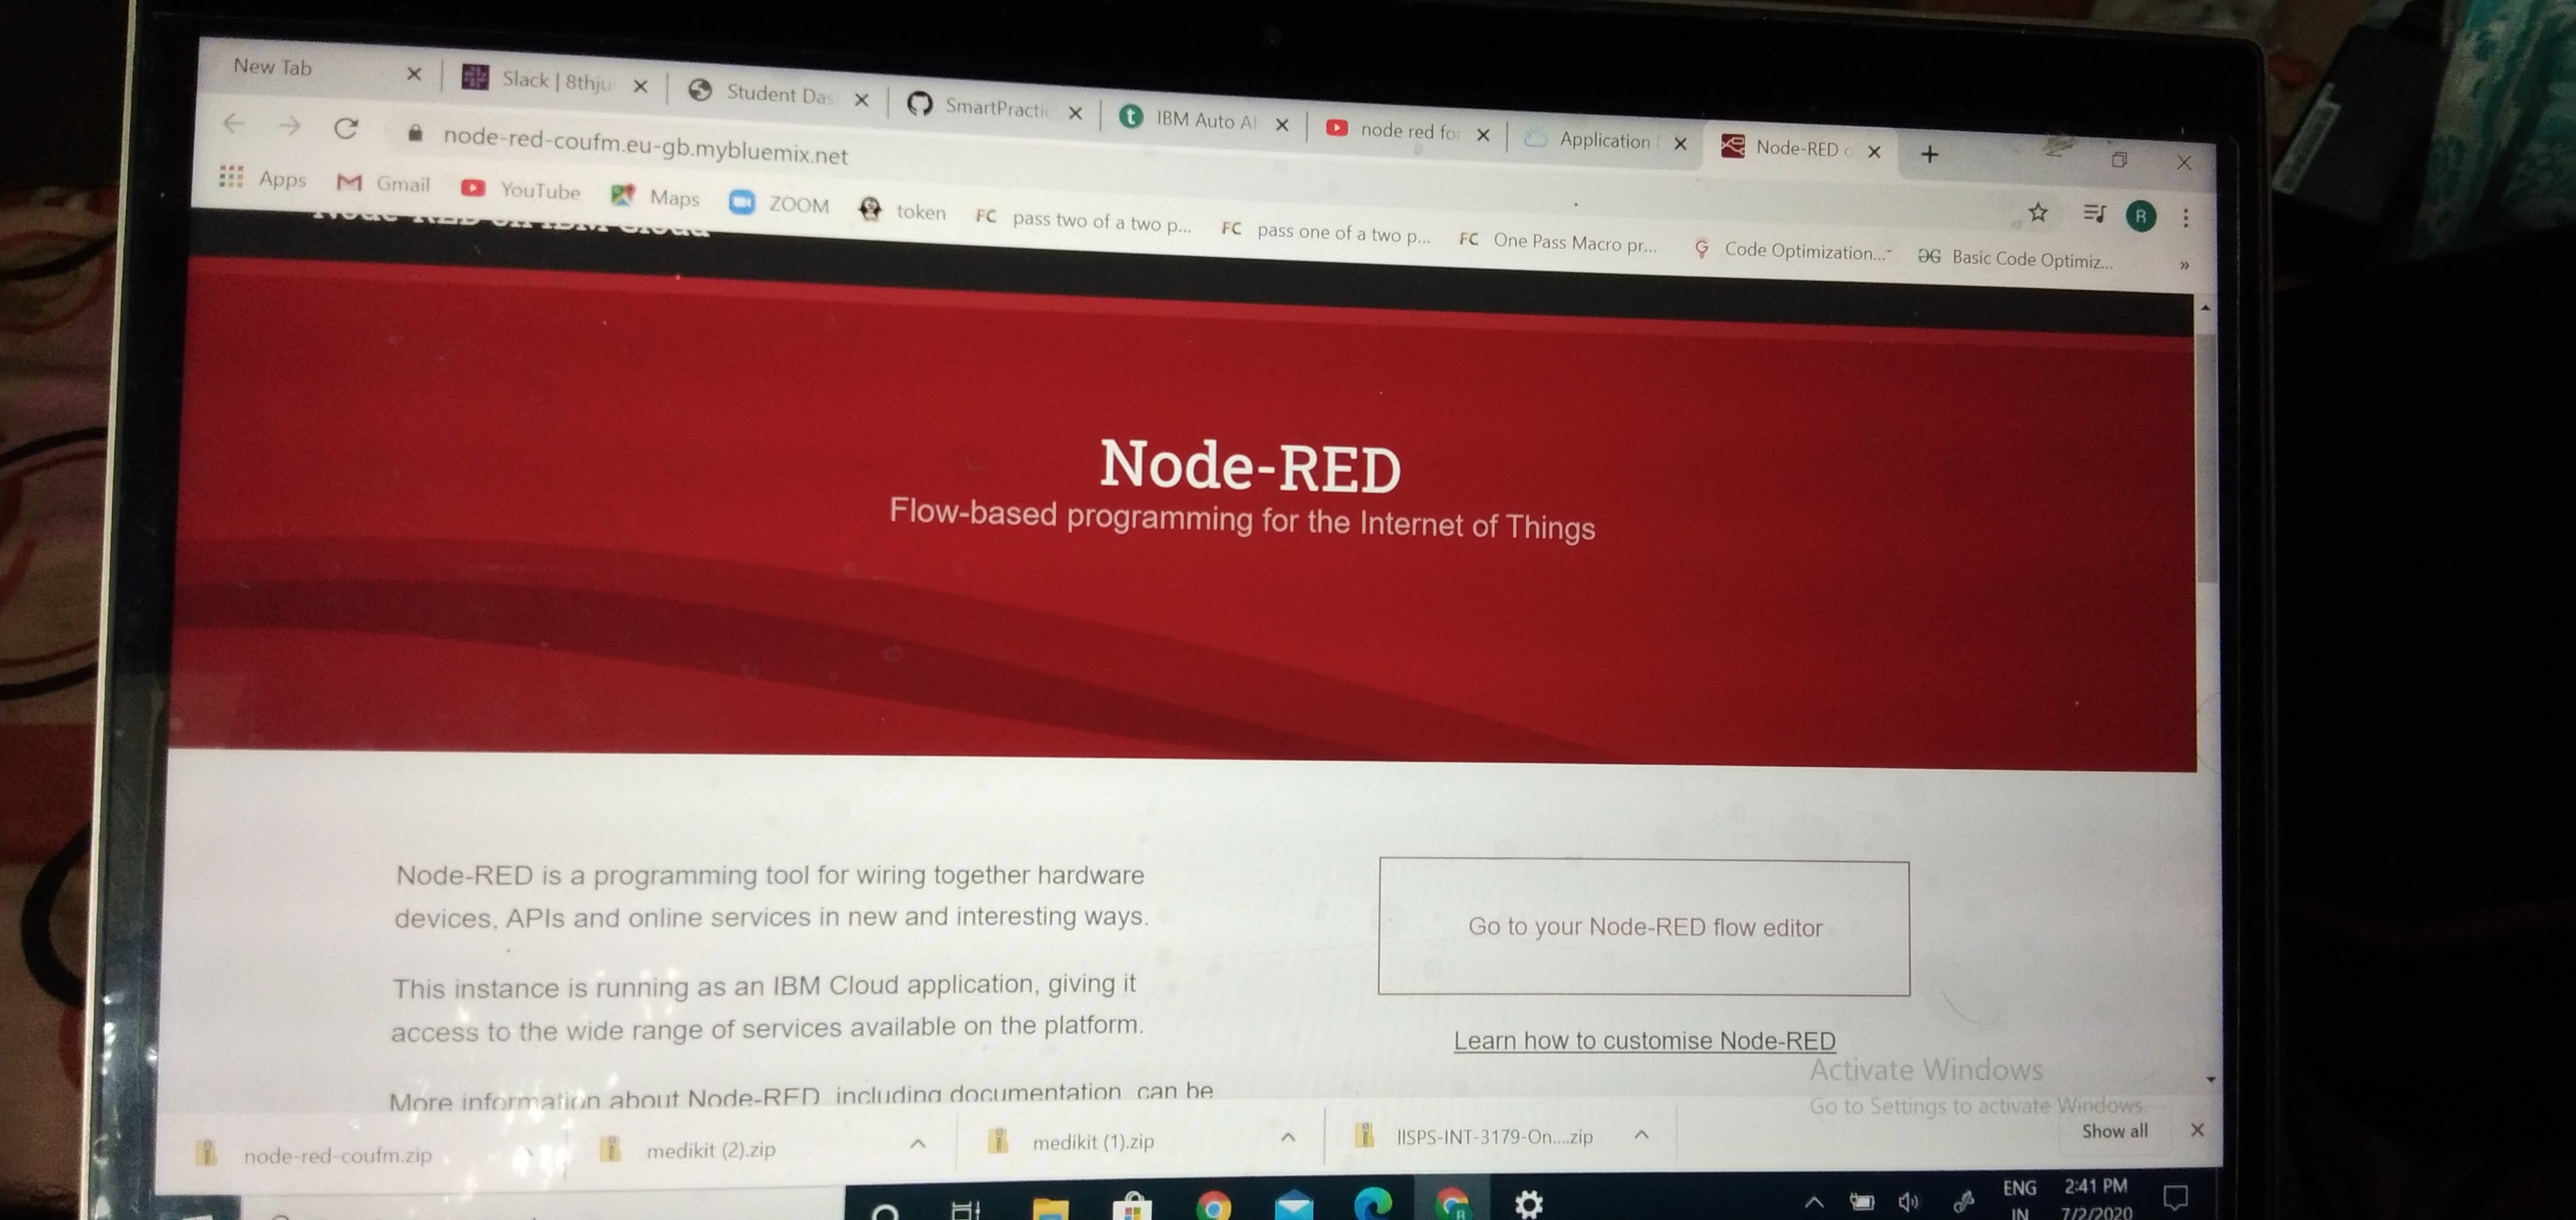 New Tab
Slack | 8thju
Student Das
SmartPractic
IBM Auto AI
node red for
Application
Node-RED o
node-red-coufm.eu-gb.mybluemix.net
Apps
Gmail
YouTube
Maps
ZOOM
token
FC pass two of a two p...
FC pass one of a two p...
FC One Pass Macro pr...
Code Optimization...
Basic Code Optimiz...
»
R
Node-RED on IBM Cloud
Node-RED
Flow-based programming for the Internet of Things
Node-RED is a programming tool for wiring together hardware
devices, APIs and online services in new and interesting ways.
This instance is running as an IBM Cloud application, giving it
access to the wide range of services available on the platform.
More information about Node-RED, including documentation, can be
Go to your Node-RED flow editor
Learn how to customise Node-RED
Activate Windows
Go to Settings to activate Windows.
node-red-coufm.zip
medikit (2).zip
medikit (1).zip
IISPS-INT-3179-On....zip
Show all
ENG
IN
2:41 PM
7/2/2020